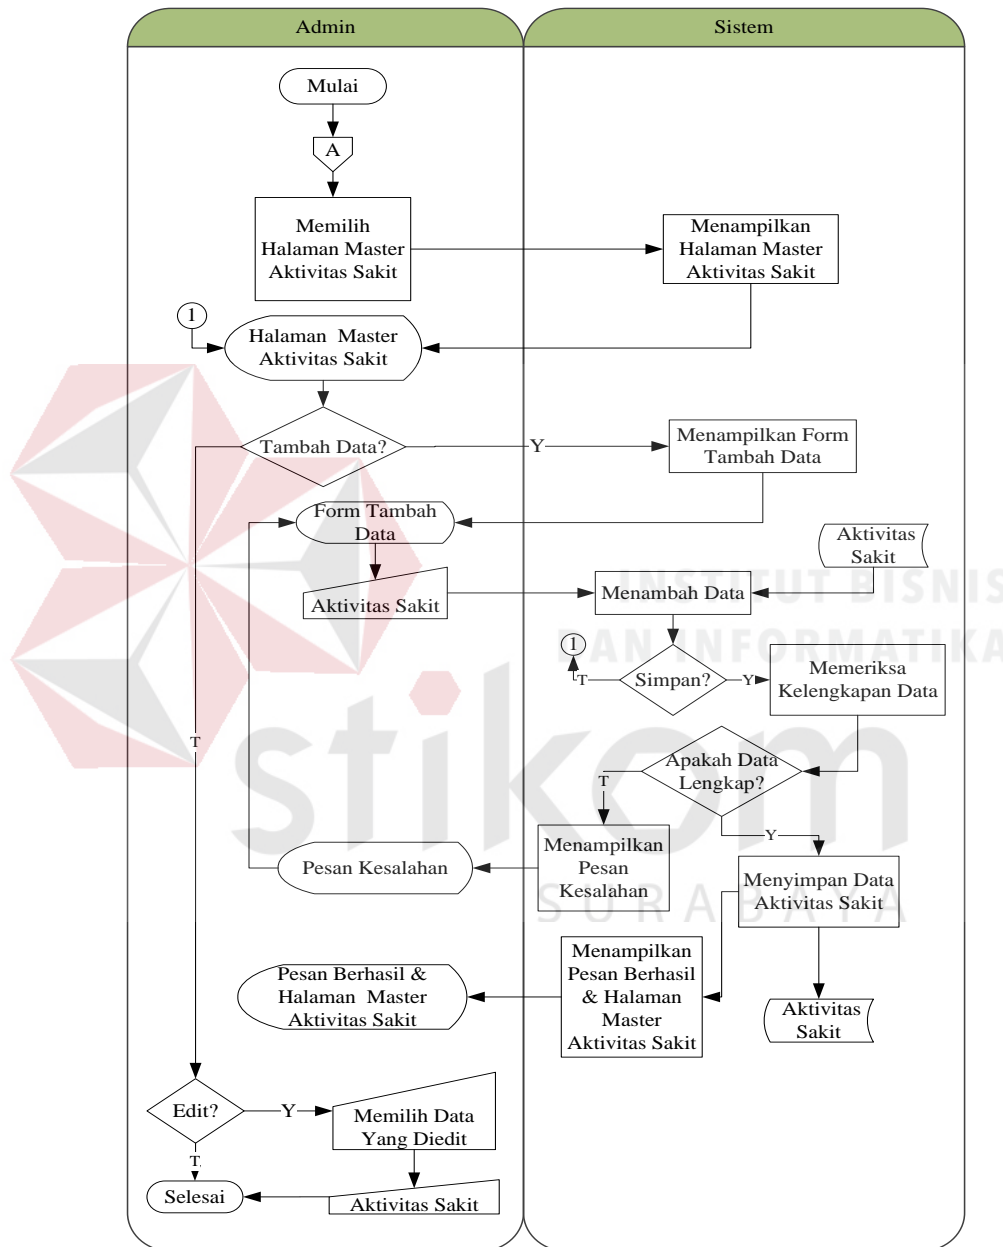 Admin
Sistem
Mulai
A
Memilih
Halaman Master
Aktivitas Sakit
Menampilkan
Halaman Master
Aktivitas Sakit
1
Halaman Master
Aktivitas Sakit
Tambah Data?
Y
Menampilkan Form
Tambah Data
Form Tambah
Data
Aktivitas
Sakit
Aktivitas Sakit
Menambah Data
INSTITUT BISNIS
DAN INFORMATIKA
1
T
Simpan?
Y
Memeriksa
Kelengkapan Data
T
stikom
Apakah Data
Lengkap?
T
Y
Pesan Kesalahan
Menampilkan
Pesan
Kesalahan
Menyimpan Data
Aktivitas Sakit
SURABAYA
Pesan Berhasil &
Halaman Master
Aktivitas Sakit
Menampilkan
Pesan Berhasil
& Halaman
Master
Aktivitas Sakit
Aktivitas
Sakit
Edit?
Y
Memilih Data
Yang Diedit
T
Selesai
Aktivitas Sakit